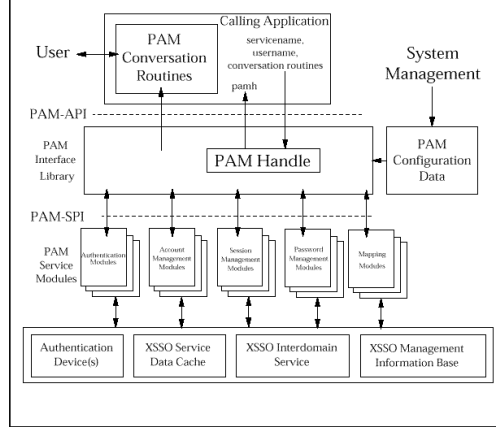 Calling Application
User
PAM
Conversation
Routines
servicename,
username,
conversation routines
pamh
System
Management
PAM-API
PAM
Interface
Library
PAM Handle
PAM
Configuration
Data
PAM-SPI
PAM
Service
Modules
Authentication
Modules
Account
Management
Modules
Session
Management
Modules
Password
Management
Modules
Mapping
Modules
Authentication
Device(s)
XSSO Service
Data Cache
XSSO Interdomain
Service
XSSO Management
Information Base